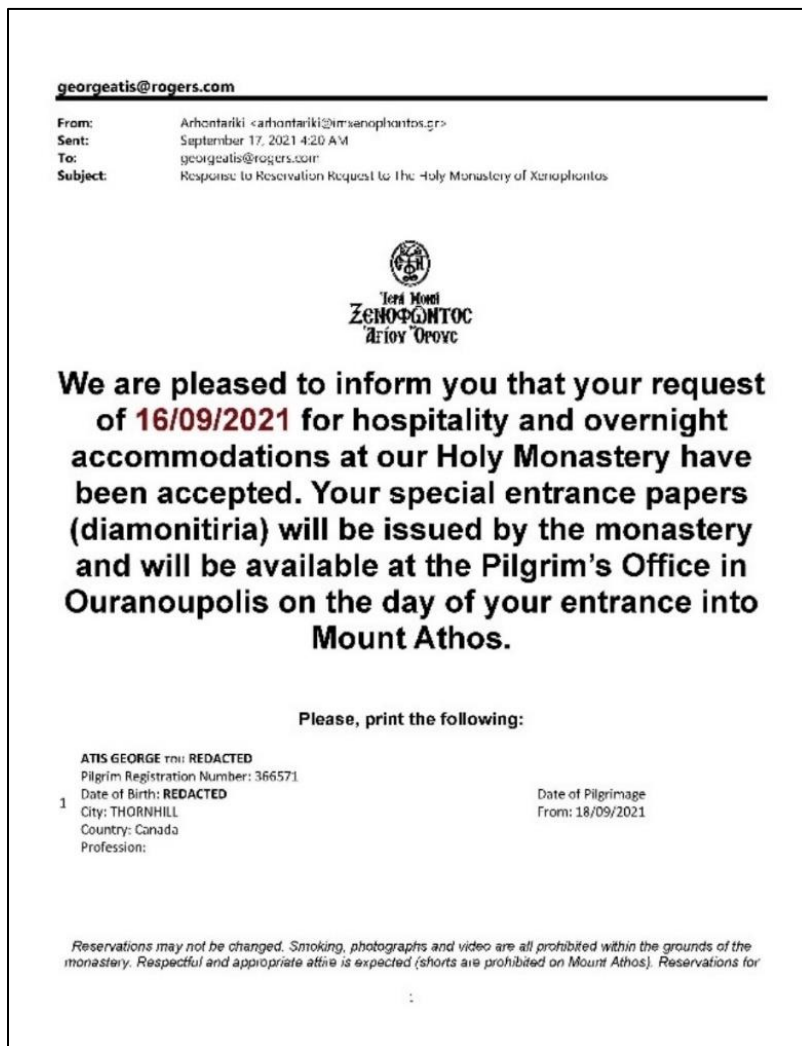 georgeatis@rogers.com
From: Arhontariki <arhontariki@imxenophontos.gr>
Sent: September 17, 2021 4:20 AM
To: georgeatis@rogers.com
Subject: Response to Reservation Request to The Holy Monastery of Xenophontos
Ἱερά Μονή
ΞΕΝΟΦῶΝΤΟC
Ἁγίου Ὄρουc
We are pleased to inform you that your request
of 16/09/2021 for hospitality and overnight
accommodations at our Holy Monastery have
been accepted. Your special entrance papers
(diamonitiria) will be issued by the monastery
and will be available at the Pilgrim’s Office in
Ouranoupolis on the day of your entrance into
Mount Athos.
Please, print the following:
ATIS GEORGE του: REDACTED
Pilgrim Registration Number: 366571
1 Date of Birth: REDACTED
City: THORNHILL
Country: Canada
Profession:
Date of Pilgrimage
From: 18/09/2021
Reservations may not be changed. Smoking, photographs and video are all prohibited within the grounds of the
monastery. Respectful and appropriate attire is expected (shorts are prohibited on Mount Athos). Reservations for